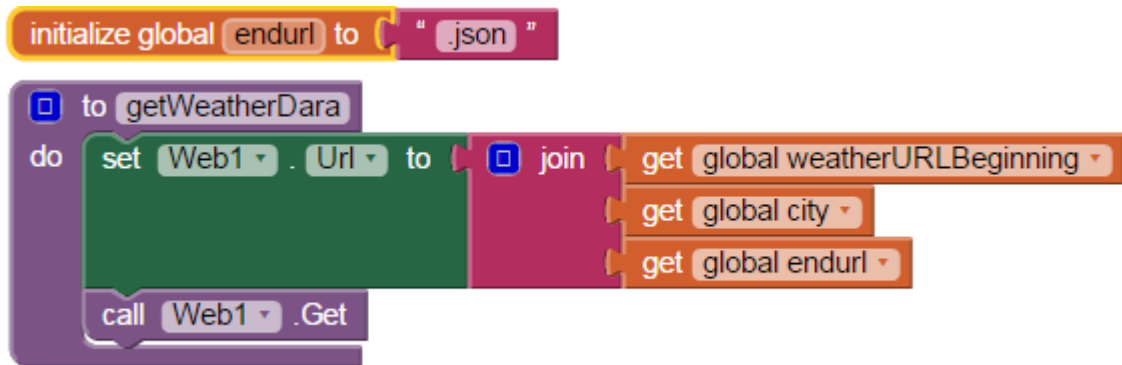 initialize global endurl to " .json "
to getWeatherDara
do set Web1 . Url to join get global weatherURLBeginning
get global city
get global endurl
call Web1 .Get